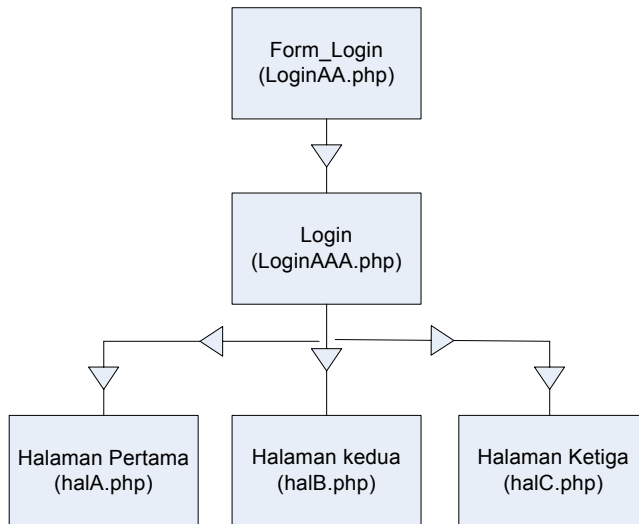 Form_Login
(LoginAA.php)
Login
(LoginAAA.php)
Halaman Pertama
(halA.php)
Halaman kedua
(halB.php)
Halaman Ketiga
(halC.php)